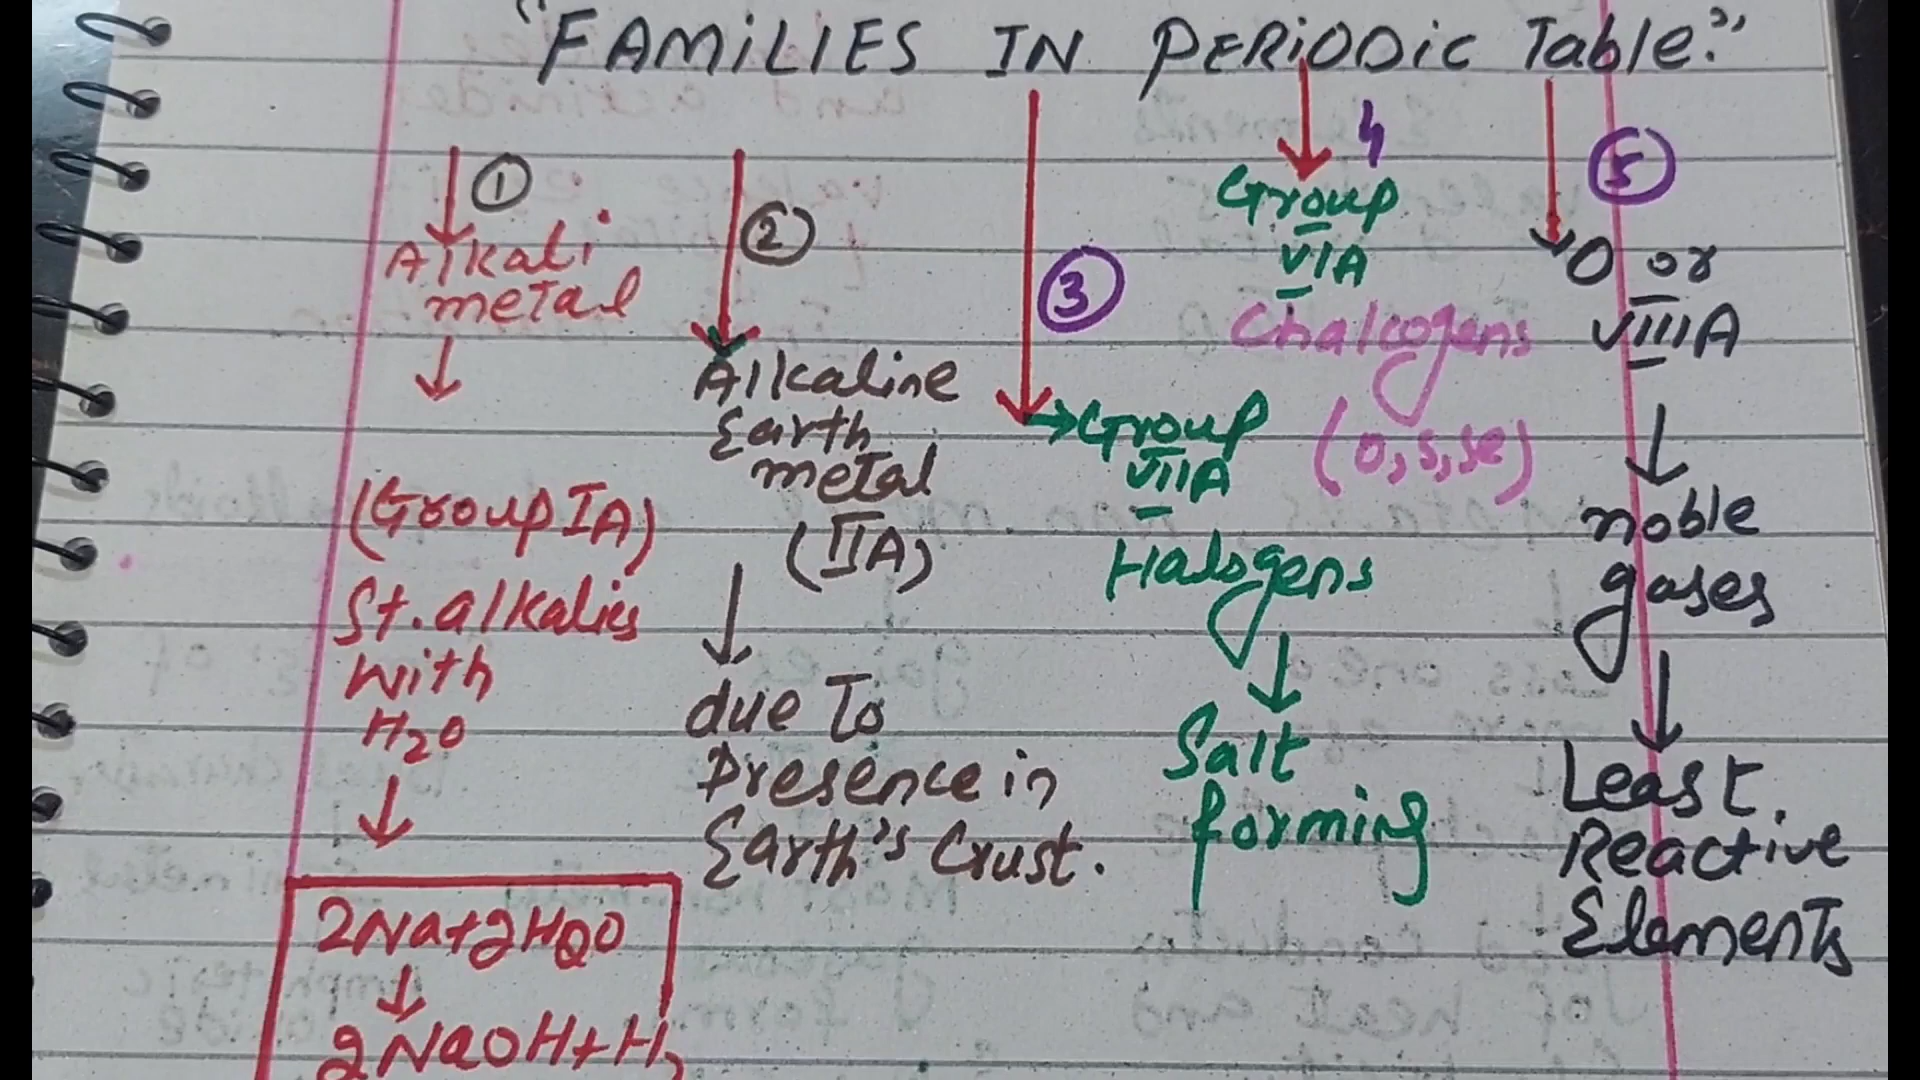 "FAMILIES IN PERIODIC Table."
①
Alkali
metal
(Group IA)
St. alkalies
with
H2O
2Na+2H2O
2NaOH+H2
②
Alkaline
Earth
metal
(IIA)
due To
Presence in
Earth's Crust.
③
Group
VIIA
Halogens
Salt
forming
4
Group
VIA
Chalcogens
(O,S,Se)
⑤
O or
VIIIA
noble
gases
Least.
Reactive
Elements